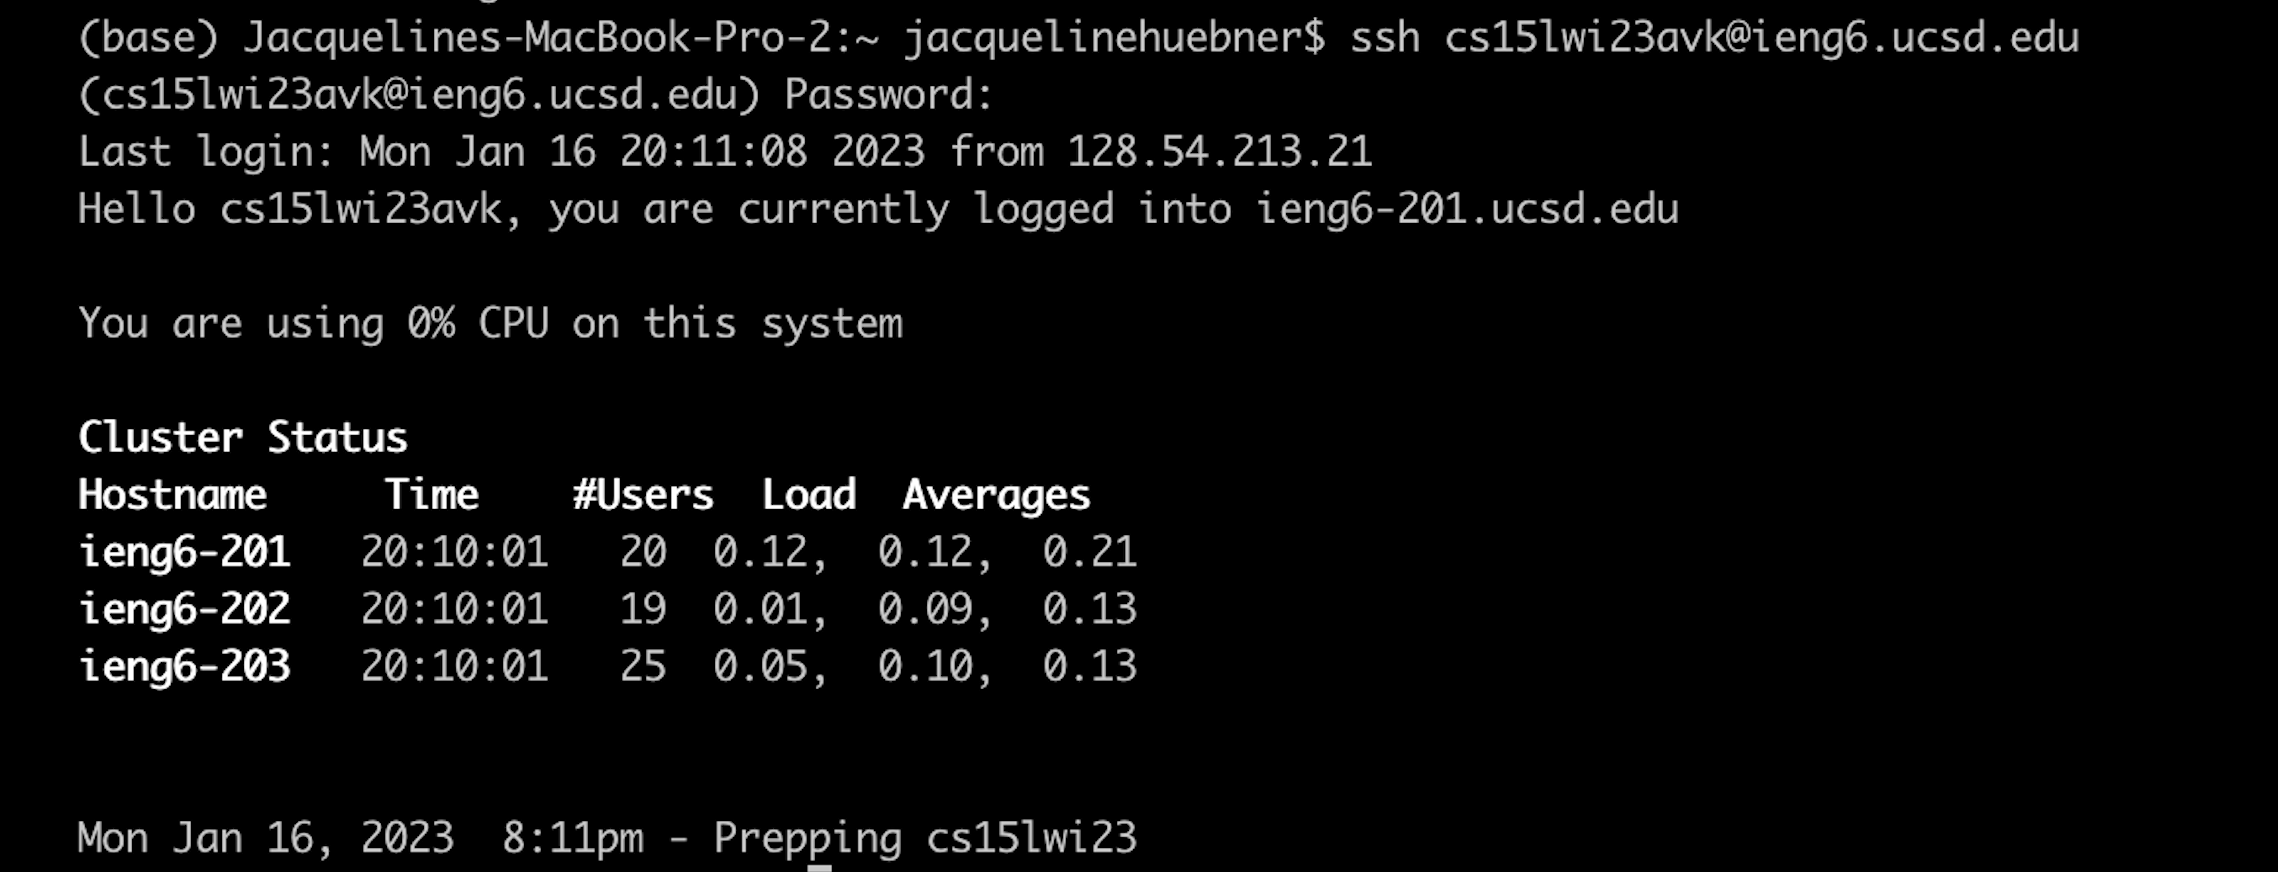 (base) Jacquelines-MacBook-Pro-2:~ jacquelinehuebner$ ssh cs15lwi23avk@ieng6.ucsd.edu
(cs15lwi23avk@ieng6.ucsd.edu) Password:
Last login: Mon Jan 16 20:11:08 2023 from 128.54.213.21
Hello cs15lwi23avk, you are currently logged into ieng6-201.ucsd.edu
You are using 0% CPU on this system
Cluster Status
Hostname     Time    #Users  Load  Averages
ieng6-201   20:10:01   20  0.12,  0.12,  0.21
ieng6-202   20:10:01   19  0.01,  0.09,  0.13
ieng6-203   20:10:01   25  0.05,  0.10,  0.13
Mon Jan 16, 2023  8:11pm - Prepping cs15lwi23